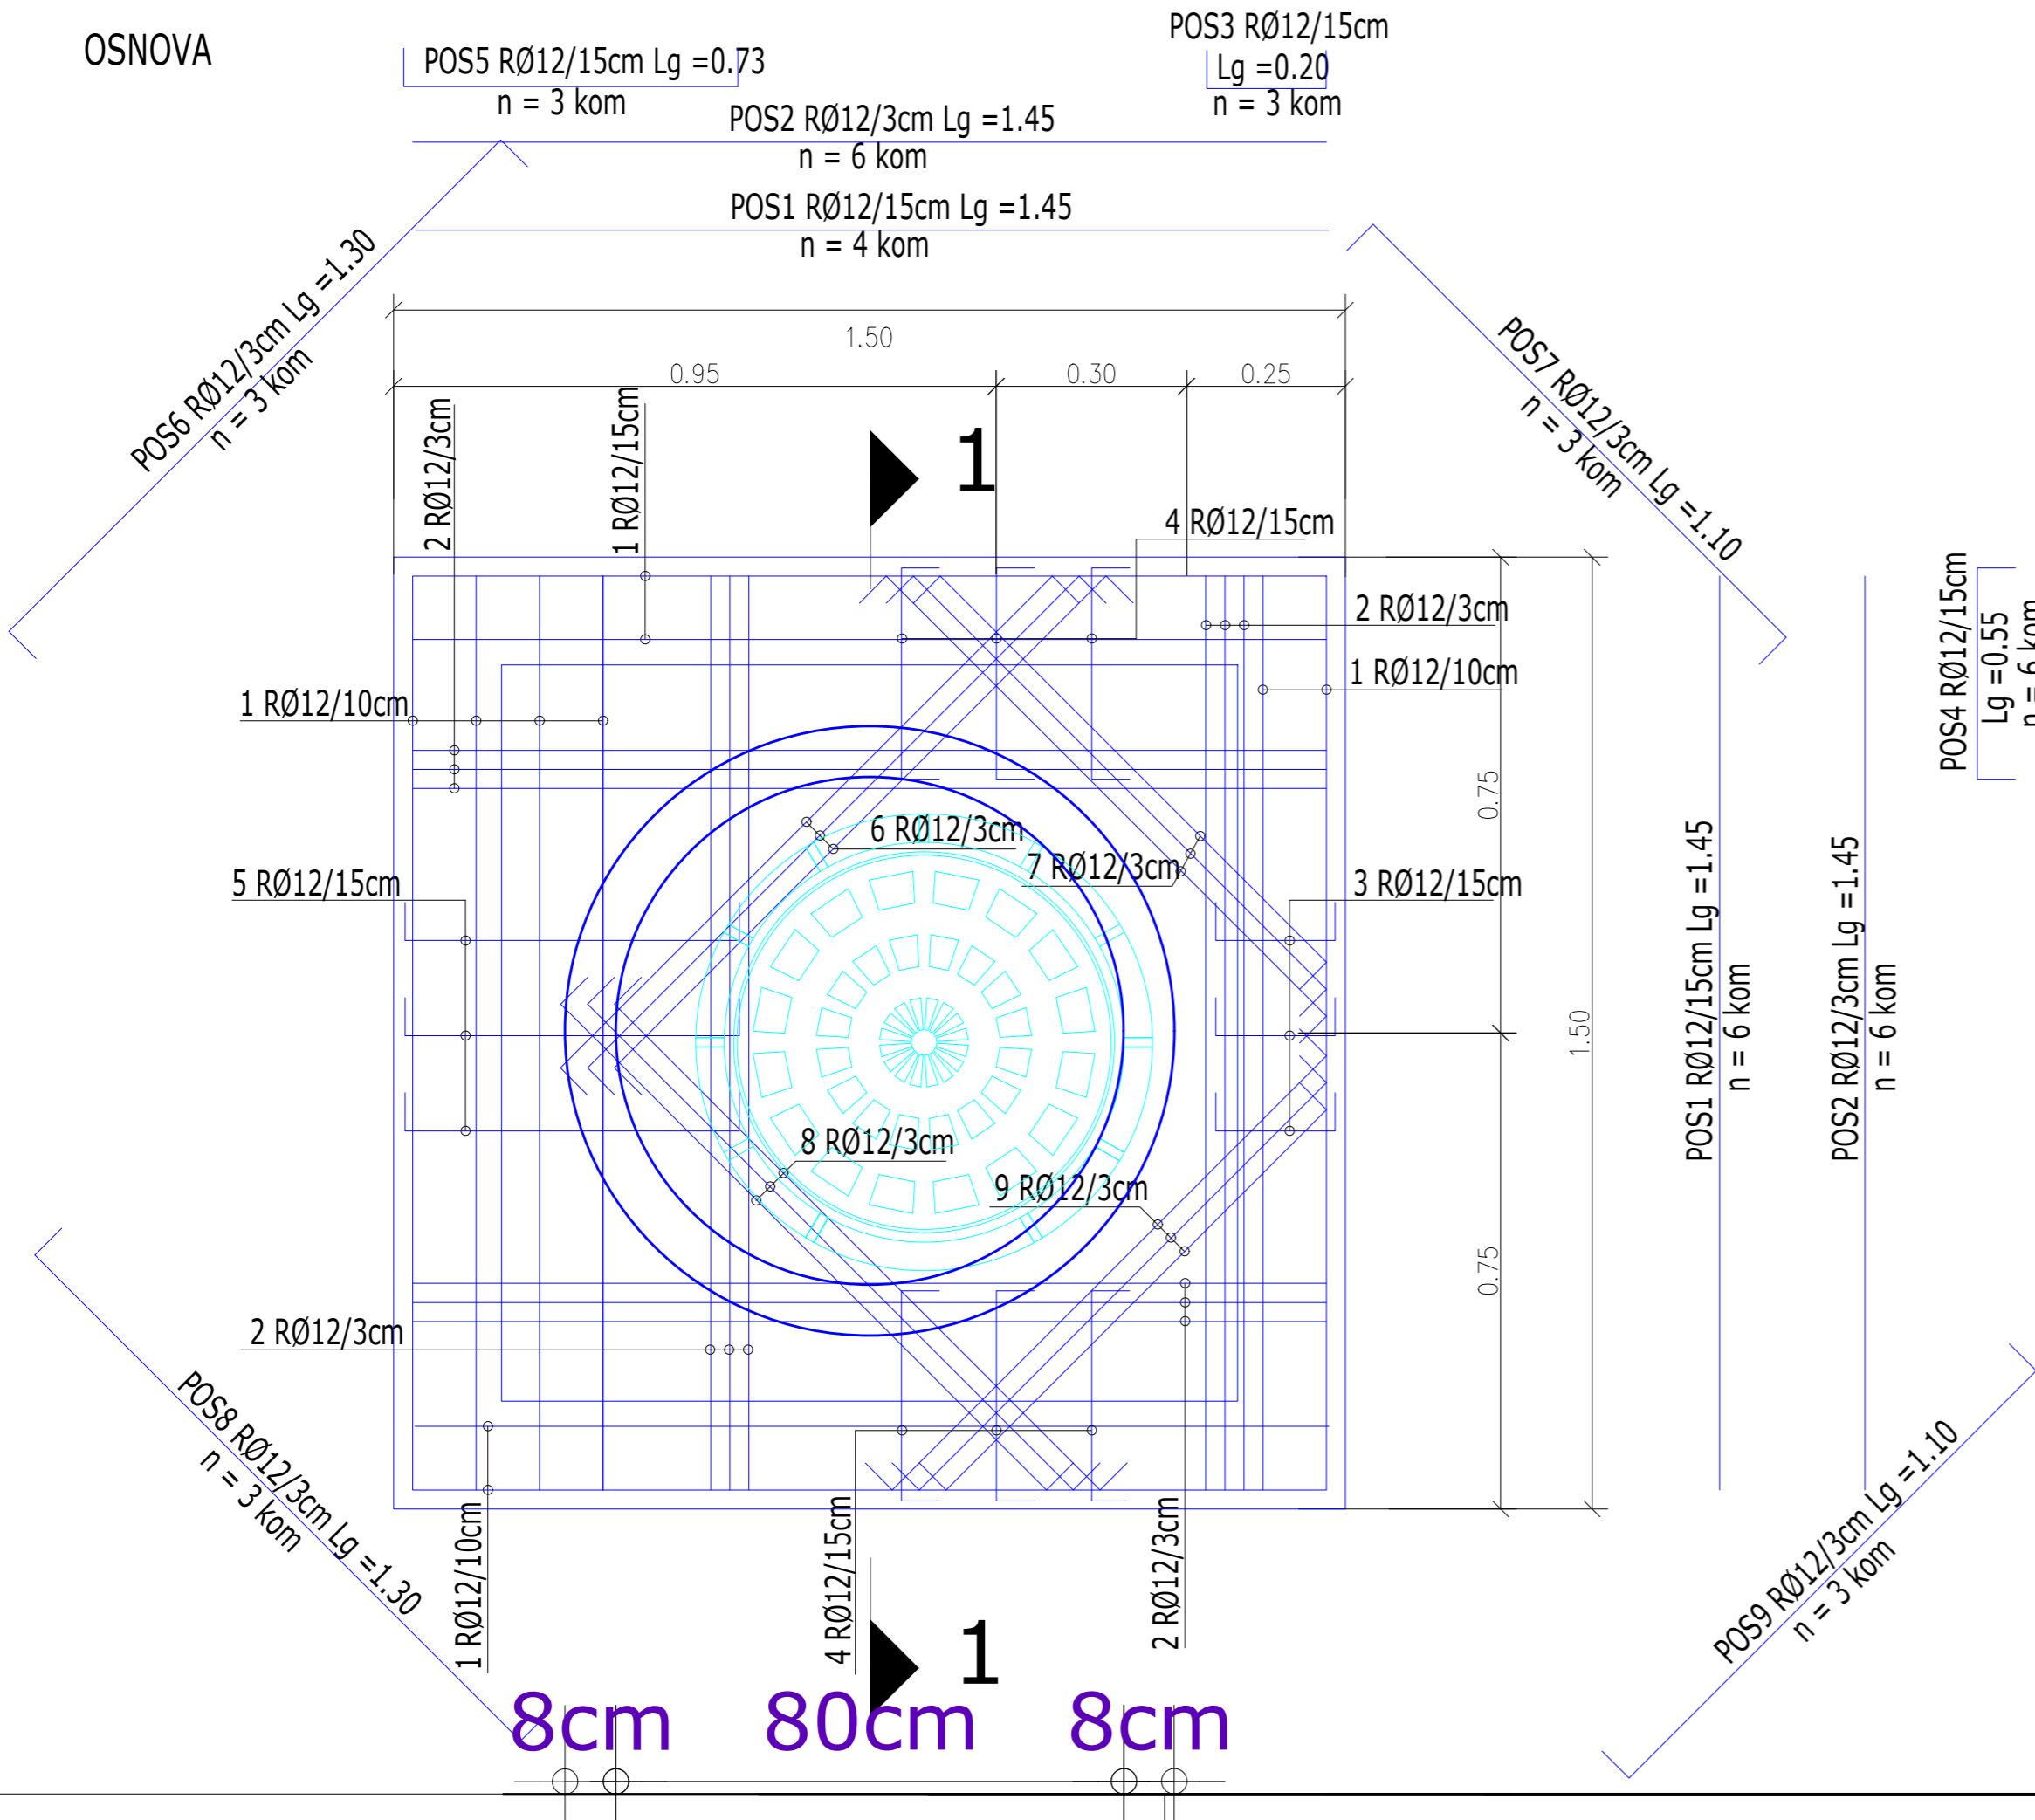 OSNOVA
POS5 RØ12/15cm Lg =0.73
n = 3 kom
POS3 RØ12/15cm
Lg =0.20
n = 3 kom
POS2 RØ12/3cm Lg =1.45
n = 6 kom
POS1 RØ12/15cm Lg =1.45
n = 4 kom
POS6 RØ12/3cm Lg =1.30
n = 3 kom
POS7 RØ12/3cm Lg =1.10
n = 3 kom
1.50
0.95
0.30
0.25
2 RØ12/3cm
1 RØ12/15cm
1
4 RØ12/15cm
2 RØ12/3cm
1 RØ12/10cm
1 RØ12/10cm
POS4 RØ12/15cm
Lg =0.55
n = 6 kom
0.75
6 RØ12/3cm
7 RØ12/3cm
5 RØ12/15cm
3 RØ12/15cm
POS1 RØ12/15cm Lg =1.45
n = 6 kom
POS2 RØ12/3cm Lg =1.45
n = 6 kom
1.50
8 RØ12/3cm
9 RØ12/3cm
0.75
2 RØ12/3cm
POS8 RØ12/3cm Lg =1.30
n = 3 kom
1 RØ12/10cm
4 RØ12/15cm
2 RØ12/3cm
POS9 RØ12/3cm Lg =1.10
n = 3 kom
1
8cm
80cm
8cm